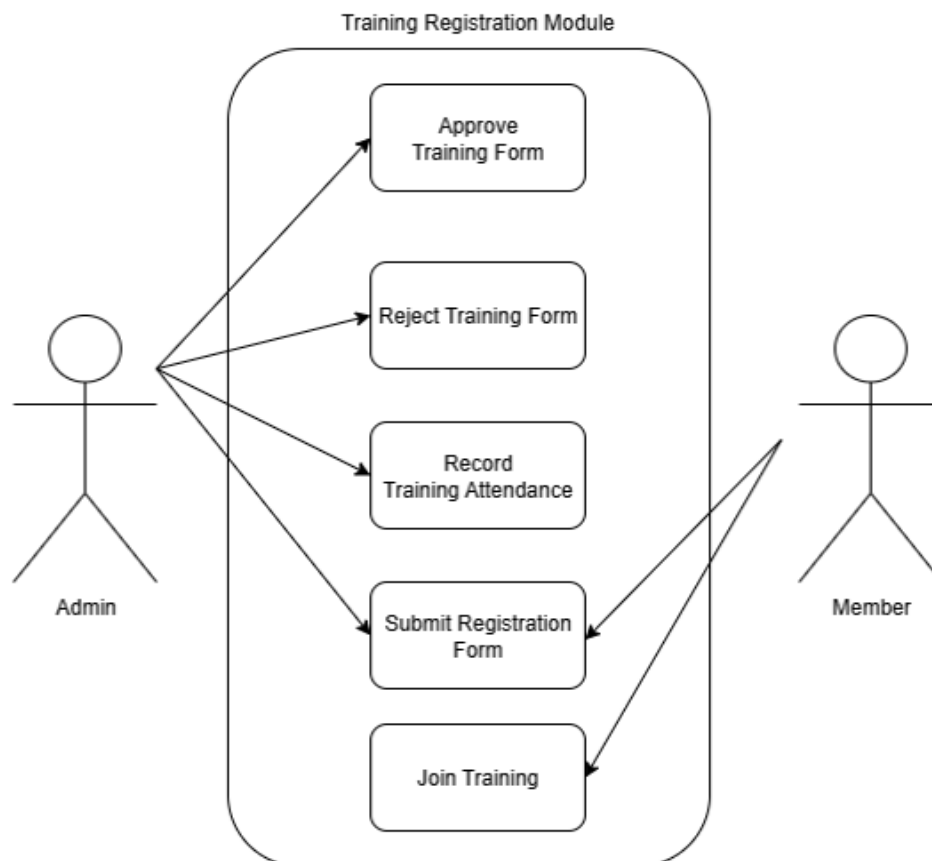 Training Registration Module
Approve
Training Form
Reject Training Form
Record
Training Attendance
Submit Registration
Form
Join Training
Admin
Member